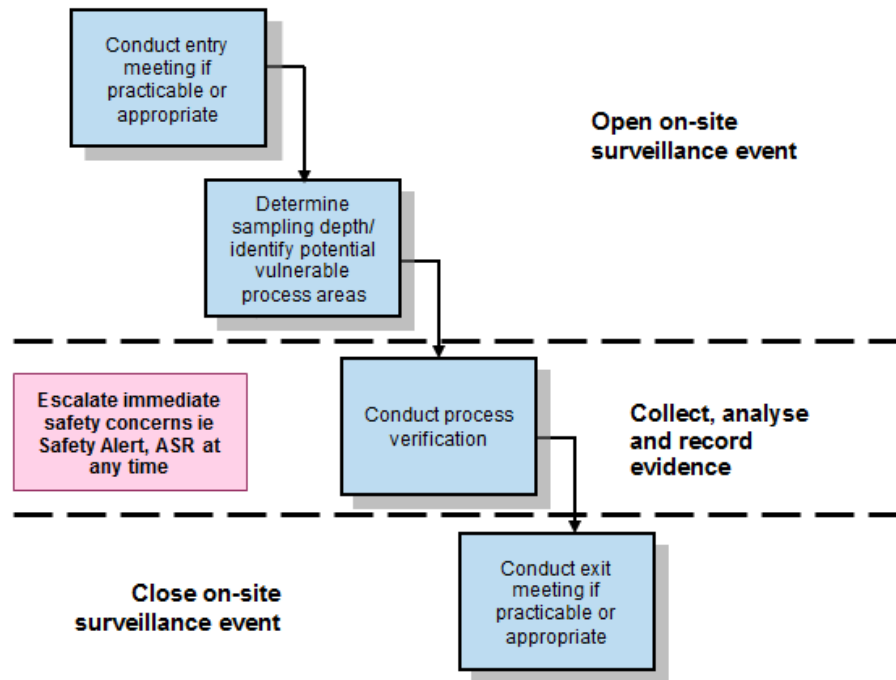 Conduct entry
meeting if
practicable or
appropriate
Open on-site
surveillance event
Determine
sampling depth/
identify potential
vulnerable
process areas
Escalate immediate
safety concerns ie
Safety Alert, ASR at
any time
Conduct process
verification
Collect, analyse
and record
evidence
Close on-site
surveillance event
Conduct exit
meeting if
practicable or
appropriate